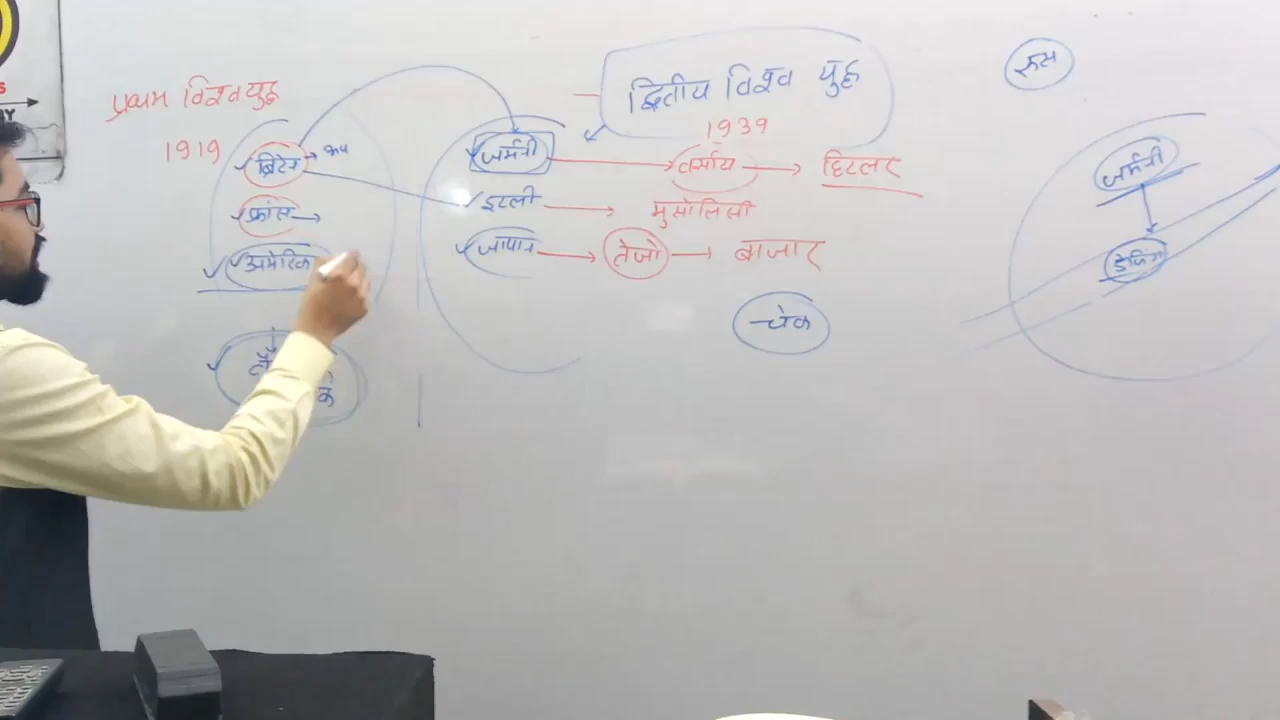 प्रथम विश्वयुद्ध
1919
ब्रिटेन
फ्रांस
अमेरिका
द्वितीय विश्व युद्ध
1939
जर्मनी → वर्साय → हिटलर
इटली → मुसोलिनी
जापान → तेजो → बाजार
चेक
रूस
जर्मनी
डेंजिंग